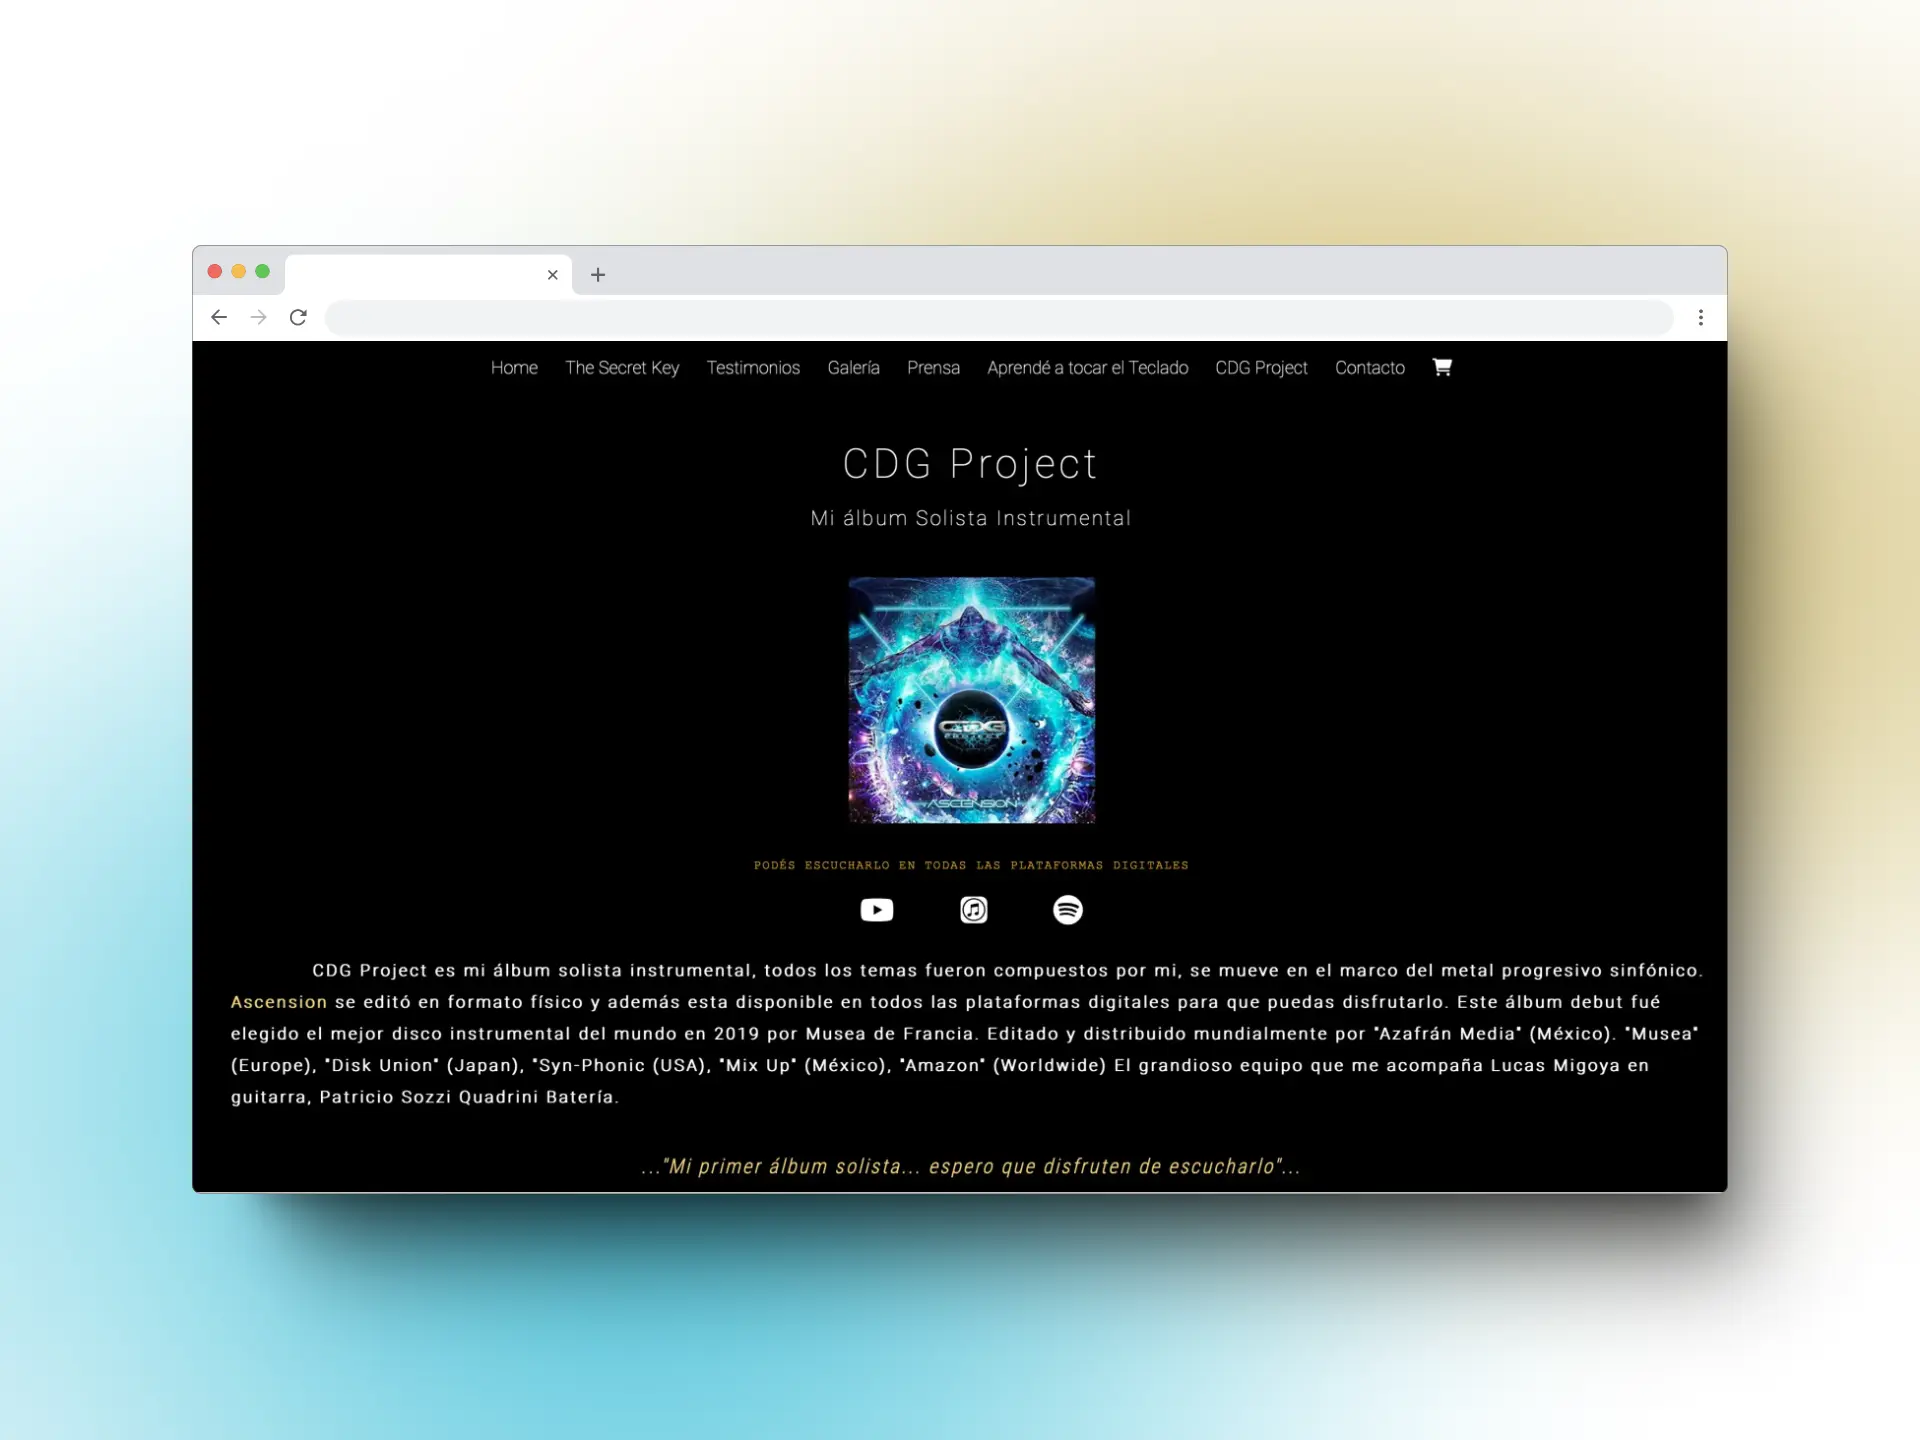 Home The Secret Key Testimonios Galería Prensa Aprendé a tocar el Teclado CDG Project Contacto
CDG Project
Mi álbum Solista Instrumental
CDG
PROJECT
ASCENSION
PODÉS ESCUCHARLO EN TODAS LAS PLATAFORMAS DIGITALES
CDG Project es mi álbum solista instrumental, todos los temas fueron compuestos por mi, se mueve en el marco del metal progresivo sinfónico.
Ascension se editó en formato físico y además esta disponible en todos las plataformas digitales para que puedas disfrutarlo. Este álbum debut fué
elegido el mejor disco instrumental del mundo en 2019 por Musea de Francia. Editado y distribuido mundialmente por "Azafrán Media" (México). "Musea"
(Europe), "Disk Union" (Japan), "Syn-Phonic (USA), "Mix Up" (México), "Amazon" (Worldwide) El grandioso equipo que me acompaña Lucas Migoya en
guitarra, Patricio Sozzi Quadrini Batería.
..."Mi primer álbum solista... espero que disfruten de escucharlo"...